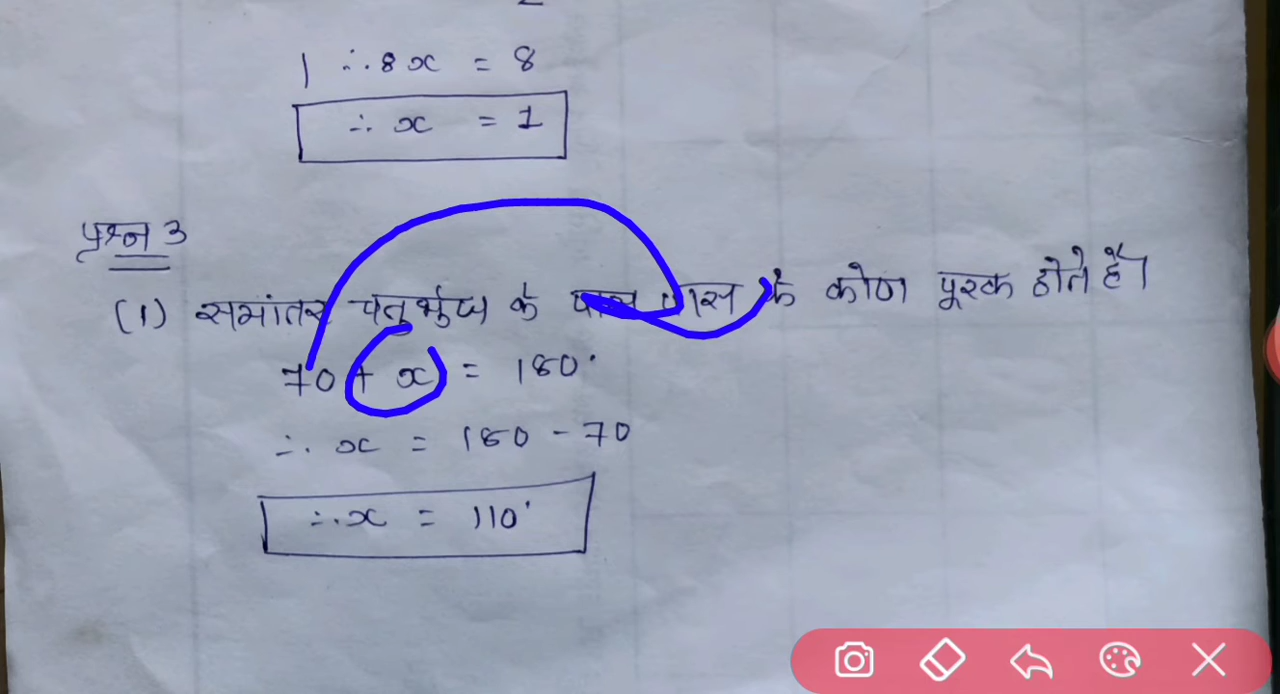 ∴ 8x = 8
∴ x = 1
प्रश्न 3
(1) समांतर चतुर्भुज के पास पास के कोण पूरक होते हैं।
70 + x = 180°
∴ x = 180 - 70
∴ x = 110°